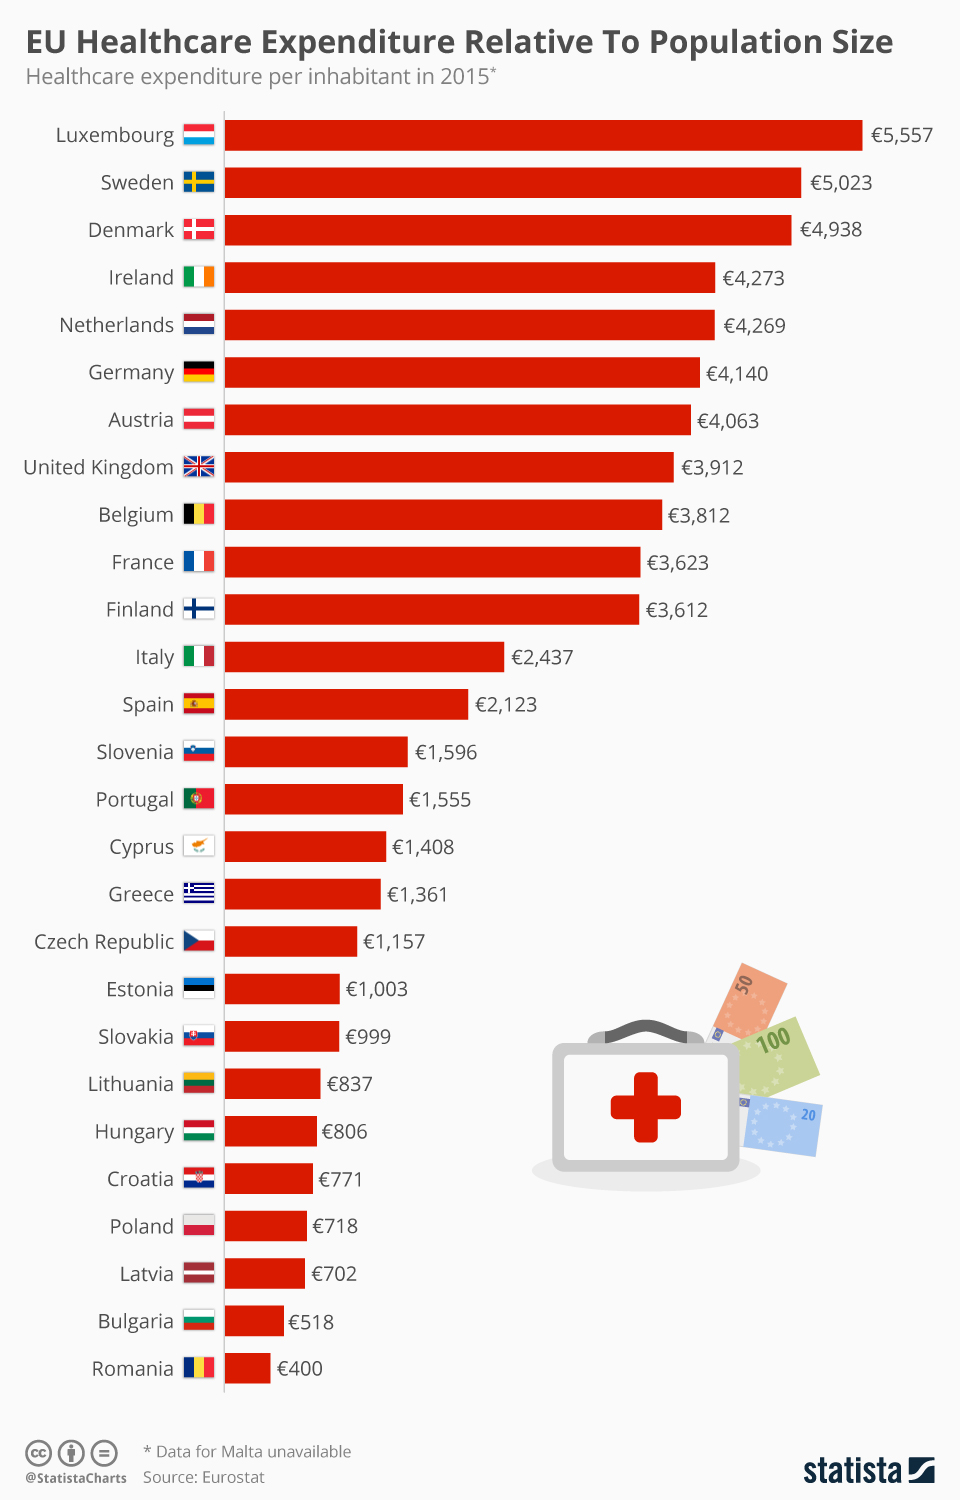 EU Healthcare Expenditure Relative To Population Size
Healthcare expenditure per inhabitant in 2015*
Luxembourg €5,557
Sweden €5,023
Denmark €4,938
Ireland €4,273
Netherlands €4,269
Germany €4,140
Austria €4,063
United Kingdom €3,912
Belgium €3,812
France €3,623
Finland €3,612
Italy €2,437
Spain €2,123
Slovenia €1,596
Portugal €1,555
Cyprus €1,408
Greece €1,361
Czech Republic €1,157
Estonia €1,003
Slovakia €999
Lithuania €837
Hungary €806
Croatia €771
Poland €718
Latvia €702
Bulgaria €518
Romania €400
50
100
20
cc
@StatistaCharts
* Data for Malta unavailable
Source: Eurostat
statista